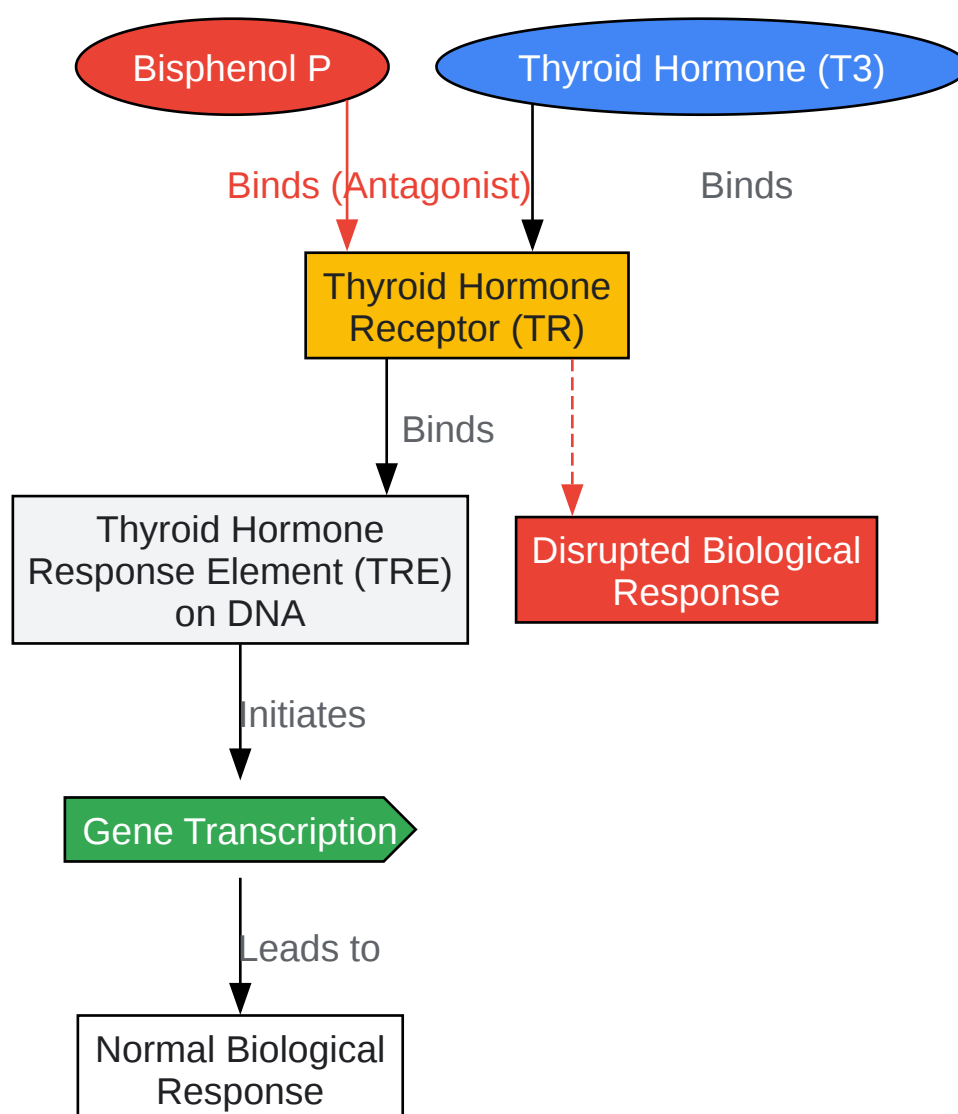 Bisphenol P
Thyroid Hormone (T3)
Binds (Antagonist)
Binds
Thyroid Hormone
Receptor (TR)
Binds
Thyroid Hormone
Response Element (TRE)
on DNA
Disrupted Biological
Response
Initiates
Gene Transcription
Leads to
Normal Biological
Response